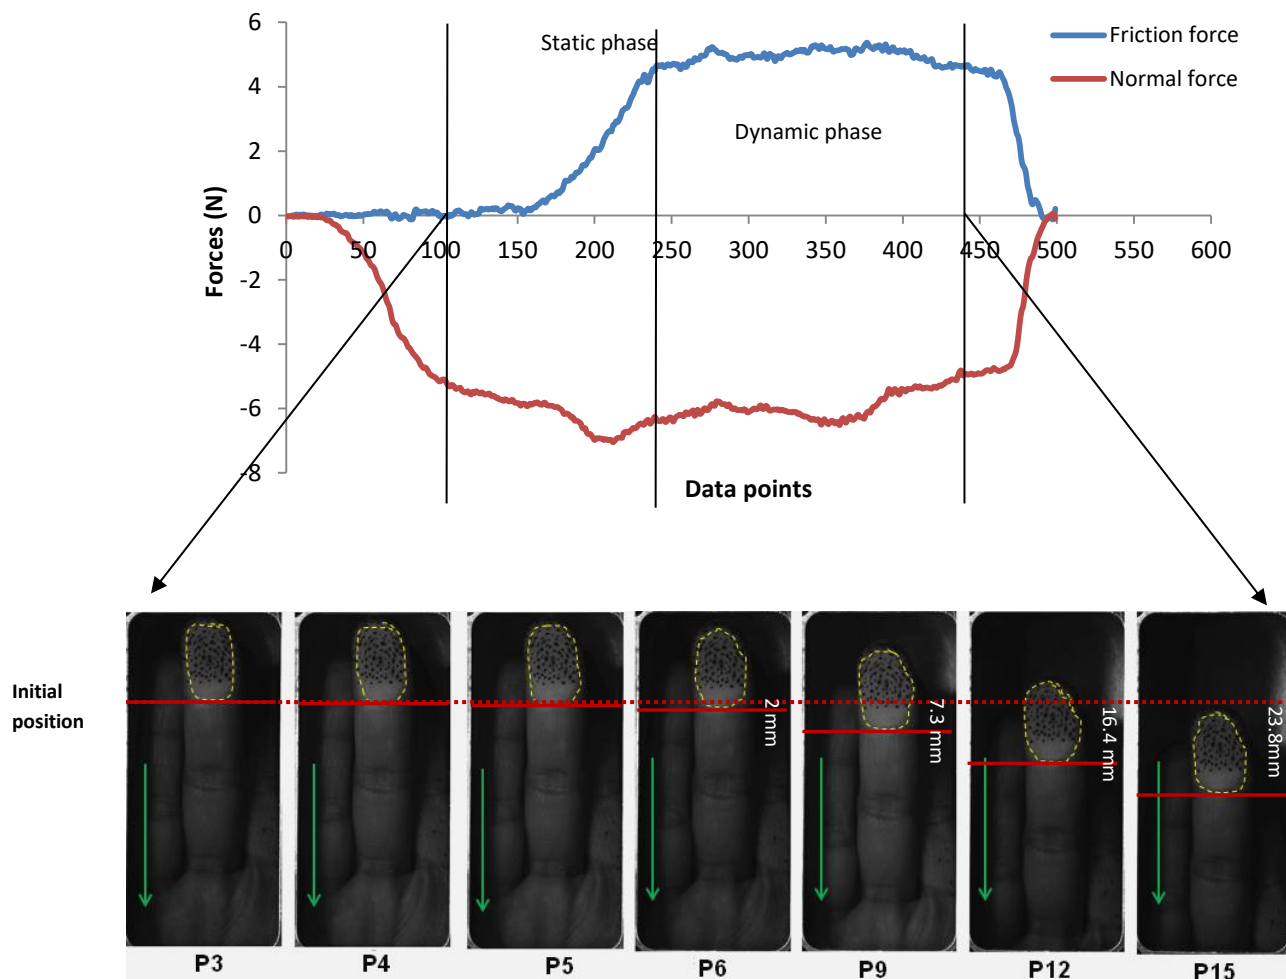 6
4
2
0
-2
-4
-6
-8
Forces (N)
0
50
100
150
200
250
300
350
400
450
500
550
600
Data points
Static phase
Dynamic phase
Friction force
Normal force
Initial
position
2 mm
7.3 mm
16.4 mm
23.8mm
P3
P4
P5
P6
P9
P12
P15